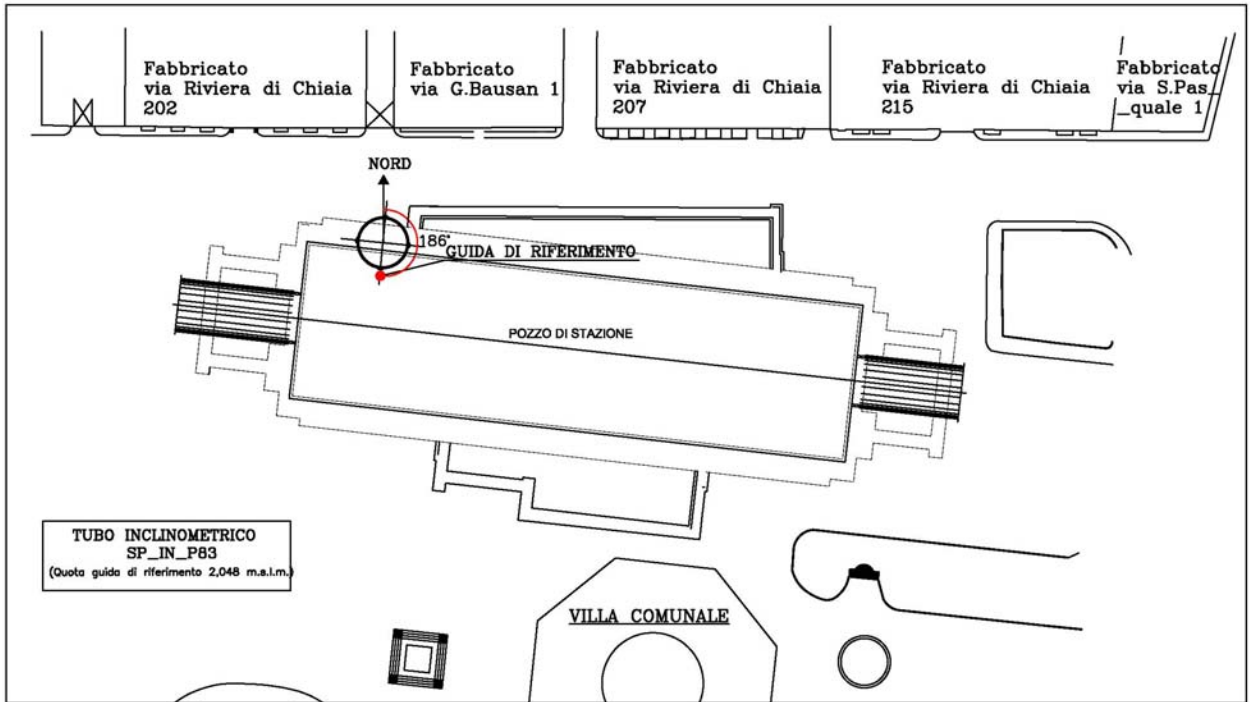 Fabbricato
via Riviera di Chiaia
202
Fabbricato
via G.Bausan 1
Fabbricato
via Riviera di Chiaia
207
Fabbricato
via Riviera di Chiaia
215
Fabbricato
via S.Pas_
_quale 1
NORD
186°
GUIDA DI RIFERIMENTO
POZZO DI STAZIONE
TUBO INCLINOMETRICO
SP_IN_P83
(Quota guida di riferimento 2,048 m.s.l.m.)
VILLA COMUNALE